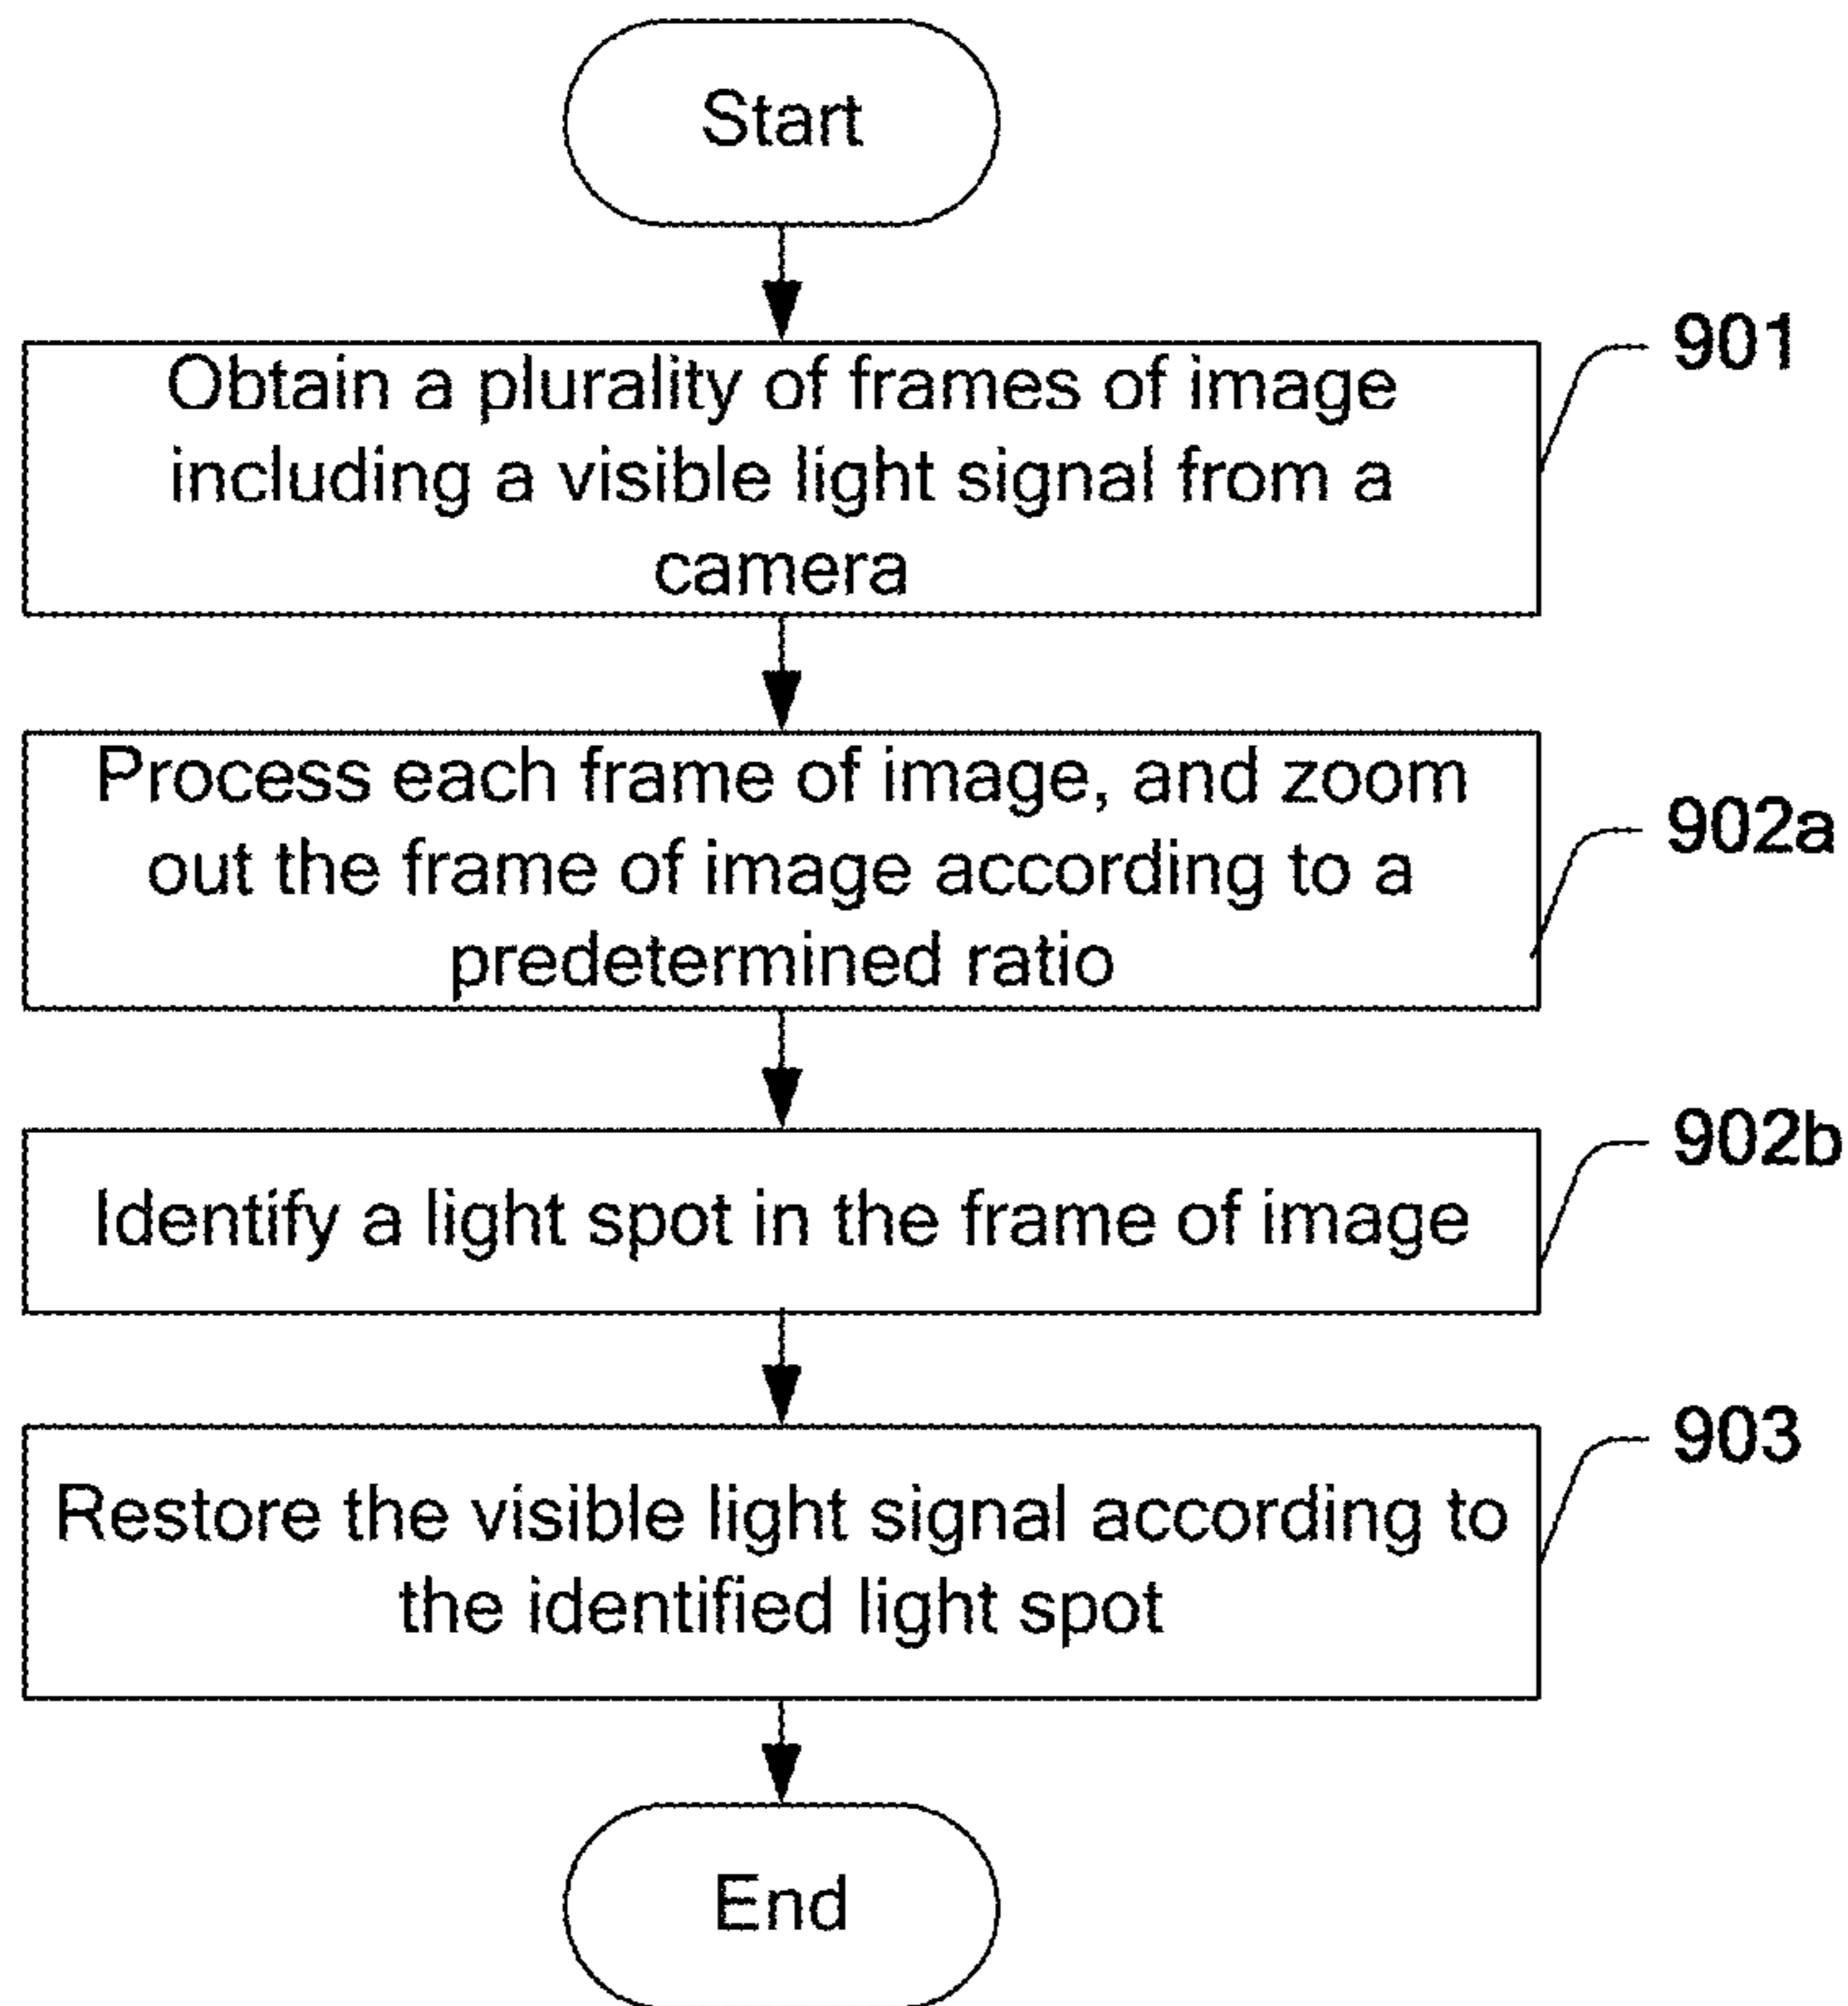 Start
901
Obtain a plurality of frames of image
including a visible light signal from a
camera
Process each frame of image, and zoom
out the frame of image according to a
predetermined ratio
902a
902b
Identify a light spot in the frame of image
903
Restore the visible light signal according to
the identified light spot
End